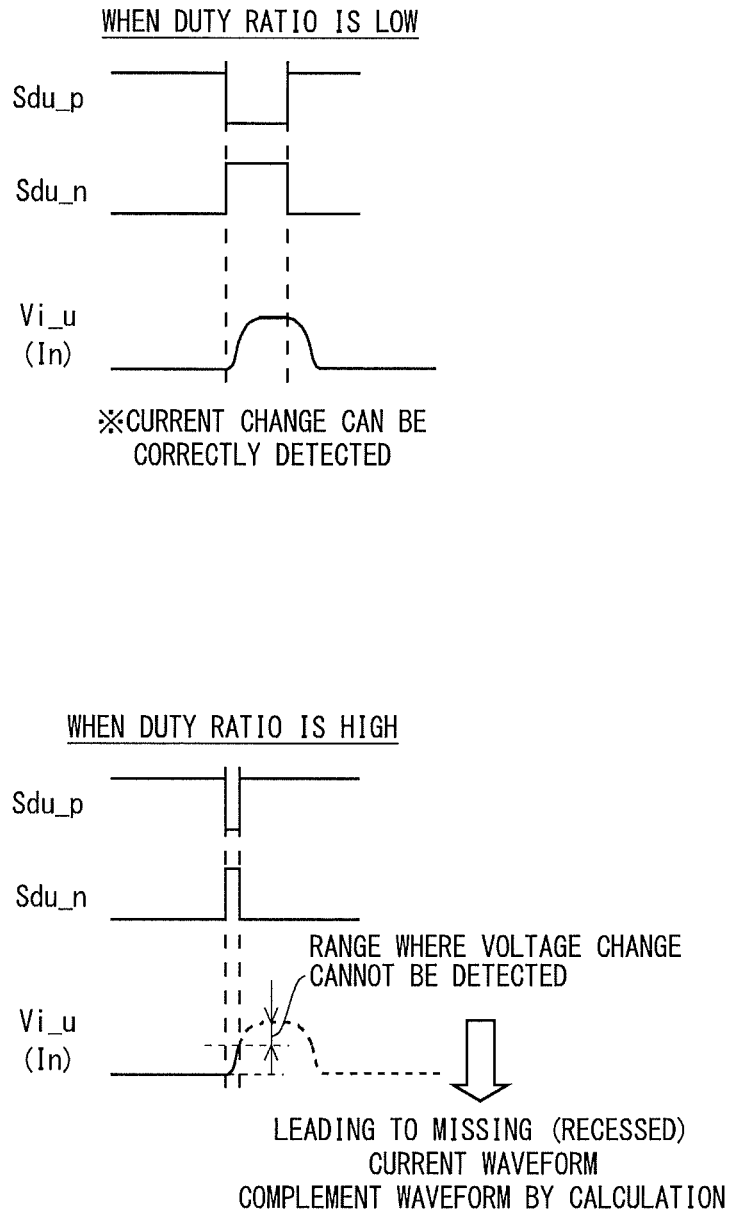 WHEN DUTY RATIO IS LOW
Sdu_p
Sdu_n
Vi_u
(In)
※CURRENT CHANGE CAN BE
CORRECTLY DETECTED
WHEN DUTY RATIO IS HIGH
Sdu_p
Sdu_n
RANGE WHERE VOLTAGE CHANGE
CANNOT BE DETECTED
Vi_u
(In)
LEADING TO MISSING (RECESSED)
CURRENT WAVEFORM
COMPLEMENT WAVEFORM BY CALCULATION